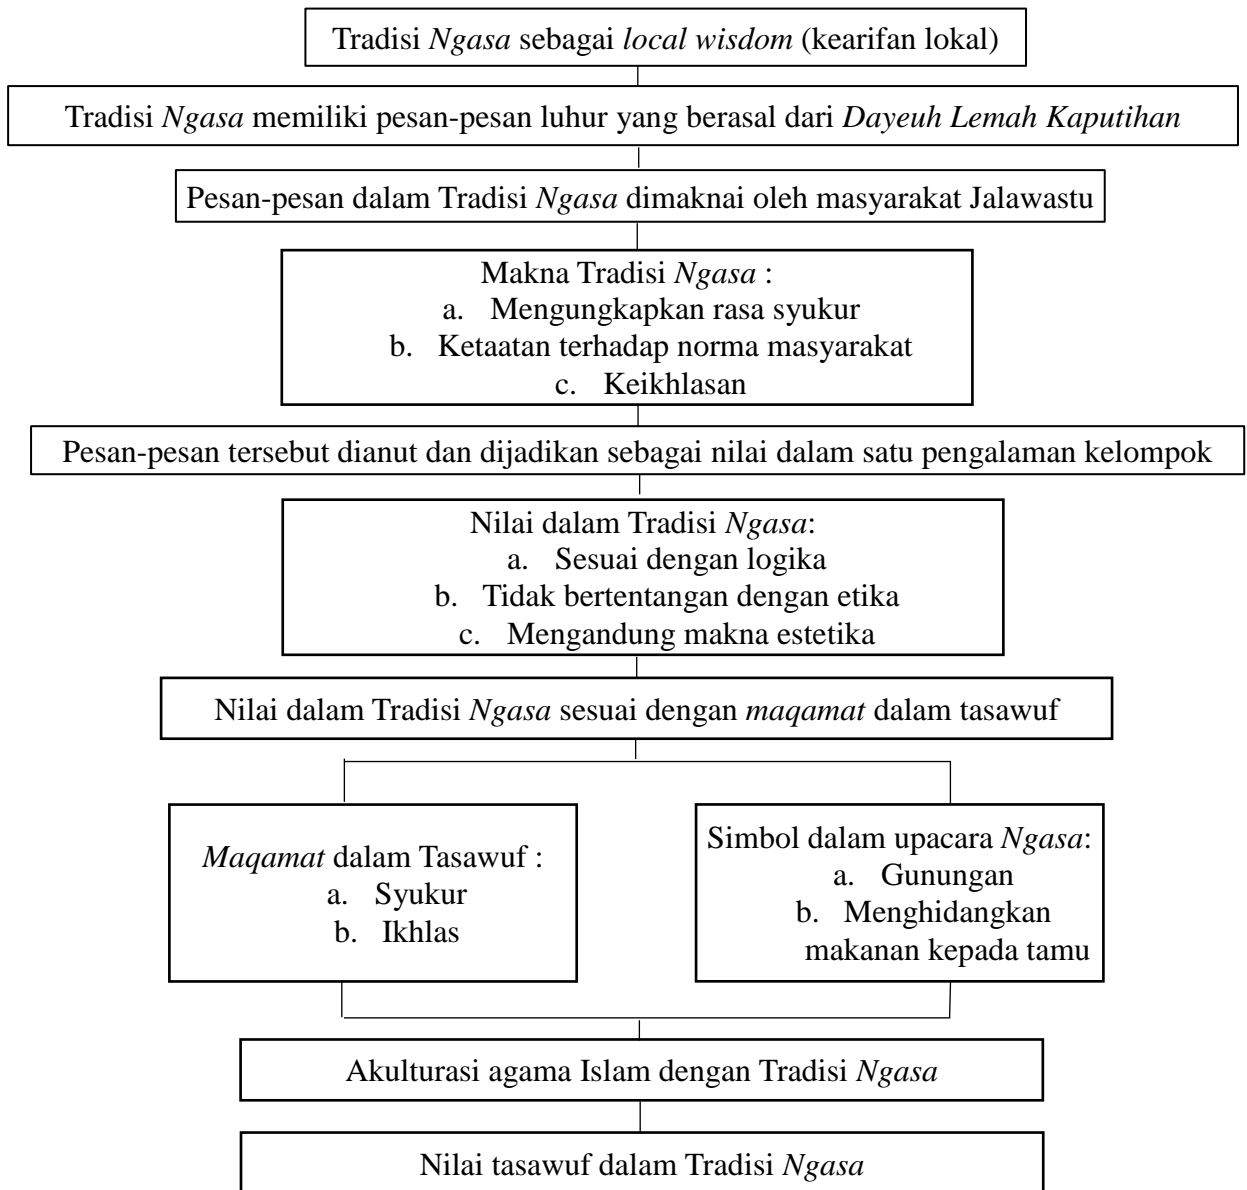 Tradisi Ngasa sebagai local wisdom (kearifan lokal)
Tradisi Ngasa memiliki pesan-pesan luhur yang berasal dari Dayeuh Lemah Kaputihan
Pesan-pesan dalam Tradisi Ngasa dimaknai oleh masyarakat Jalawastu
Makna Tradisi Ngasa :
a. Mengungkapkan rasa syukur
b. Ketaatan terhadap norma masyarakat
c. Keikhlasan
Pesan-pesan tersebut dianut dan dijadikan sebagai nilai dalam satu pengalaman kelompok
Nilai dalam Tradisi Ngasa:
a. Sesuai dengan logika
b. Tidak bertentangan dengan etika
c. Mengandung makna estetika
Nilai dalam Tradisi Ngasa sesuai dengan maqamat dalam tasawuf
Maqamat dalam Tasawuf :
a. Syukur
b. Ikhlas
Simbol dalam upacara Ngasa:
a. Gunungan
b. Menghidangkan
makanan kepada tamu
Akulturasi agama Islam dengan Tradisi Ngasa
Nilai tasawuf dalam Tradisi Ngasa